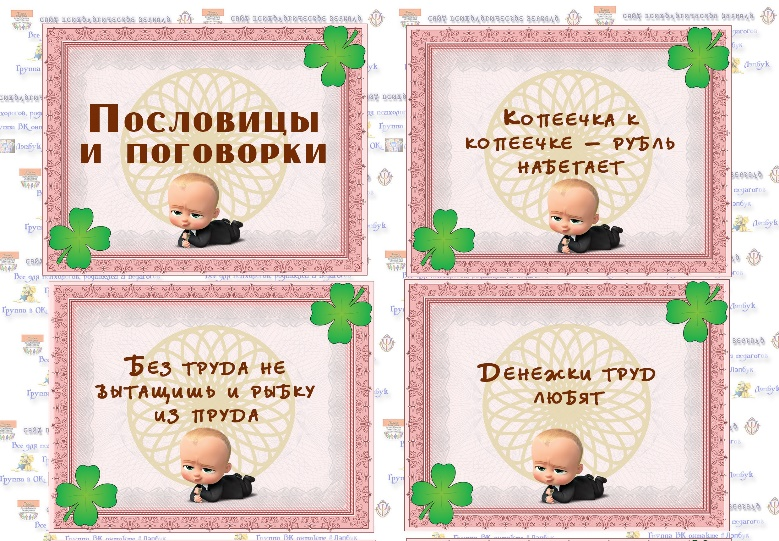 Пословицы
и поговорки
Копеечка к
копеечке – рубль
набегает
Без труда не
вытащишь и рыбку
из пруда
Денежки труд
любят